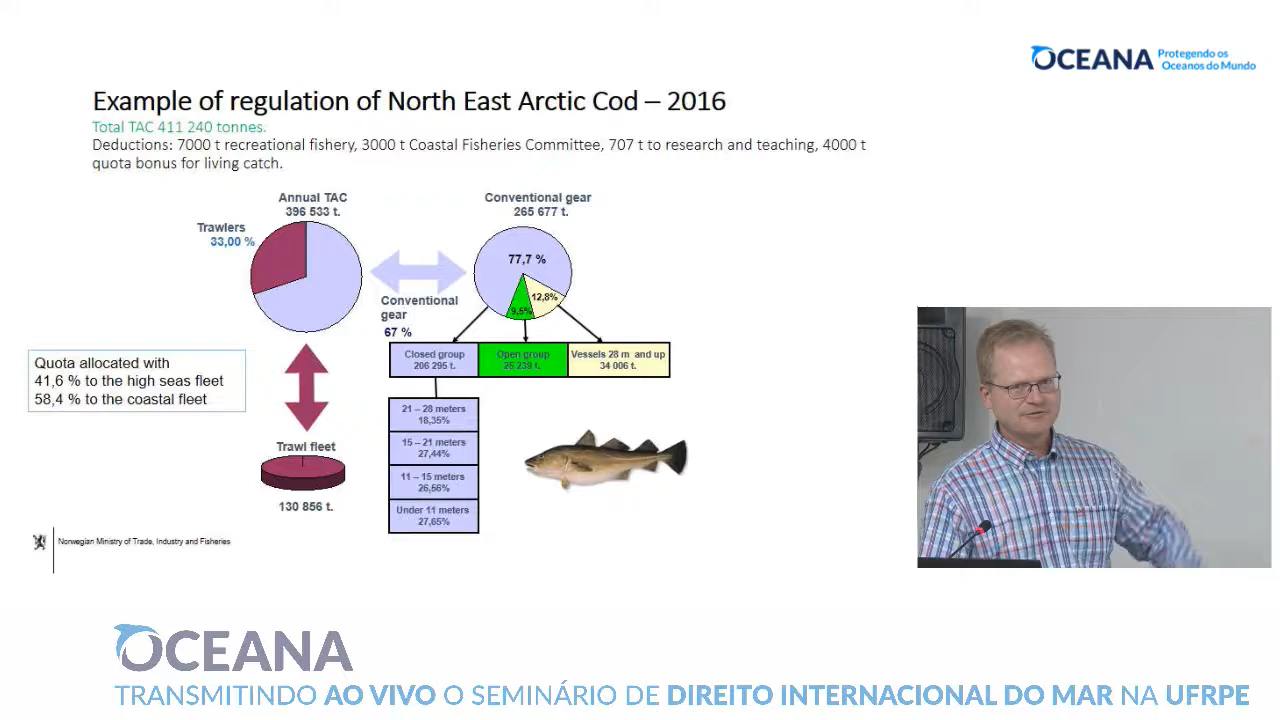 OCEANA
Protegendo os
Oceanos do Mundo
Example of regulation of North East Arctic Cod – 2016
Total TAC 411 240 tonnes.
Deductions: 7000 t recreational fishery, 3000 t Coastal Fisheries Committee, 707 t to research and teaching, 4000 t
quota bonus for living catch.
Annual TAC
396 533 t.
Trawlers
33,00 %
Conventional gear
265 677 t.
77,7 %
12,8%
9,5%
Conventional
gear
67 %
Closed group
206 295 t.
Open group
25 239 t.
Vessels 28 m and up
34 006 t.
Quota allocated with
41,6 % to the high seas fleet
58,4 % to the coastal fleet
21 – 28 meters
18,35%
15 – 21 meters
27,44%
11 – 15 meters
26,56%
Under 11 meters
27,65%
Trawl fleet
130 856 t.
Norwegian Ministry of Trade, Industry and Fisheries
OCEANA
TRANSMITINDO AO VIVO O SEMINÁRIO DE DIREITO INTERNACIONAL DO MAR NA UFRPE